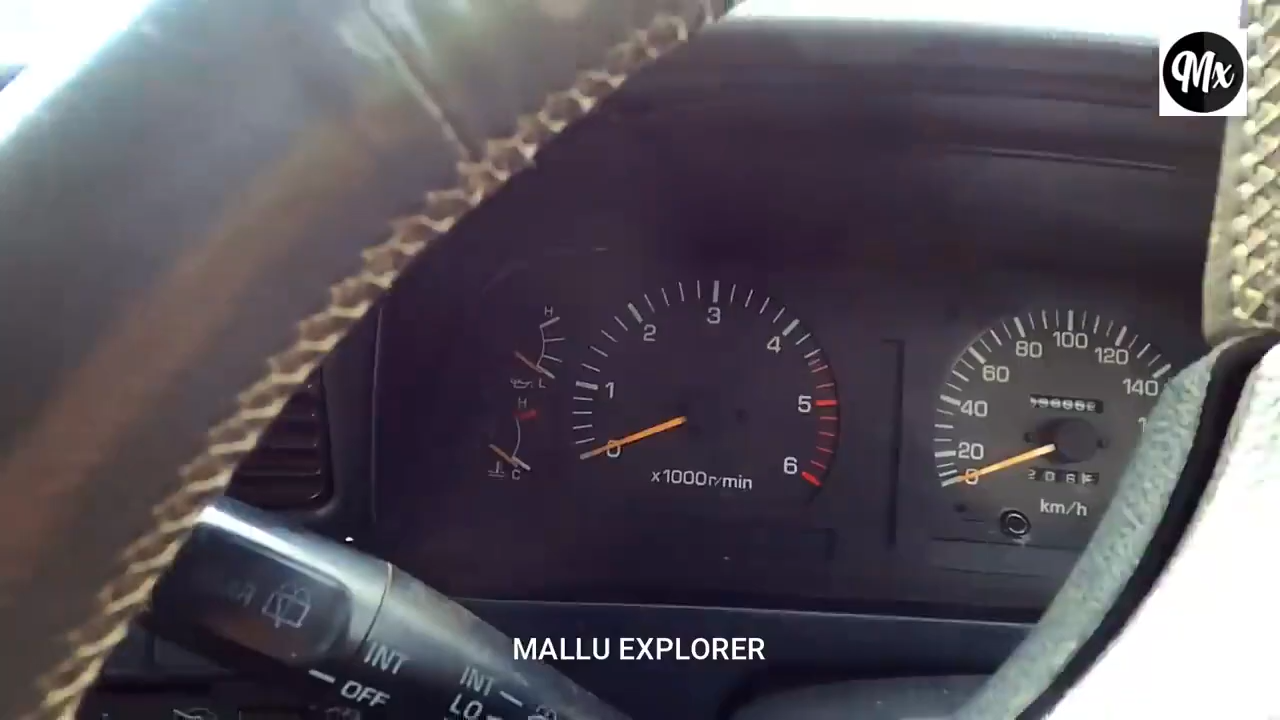 Mx
H
L
H
C
0
1
2
3
4
5
6
x1000r/min
0
20
40
60
80
100
120
140
km/h
INT
OFF
INT
LO
MALLU EXPLORER